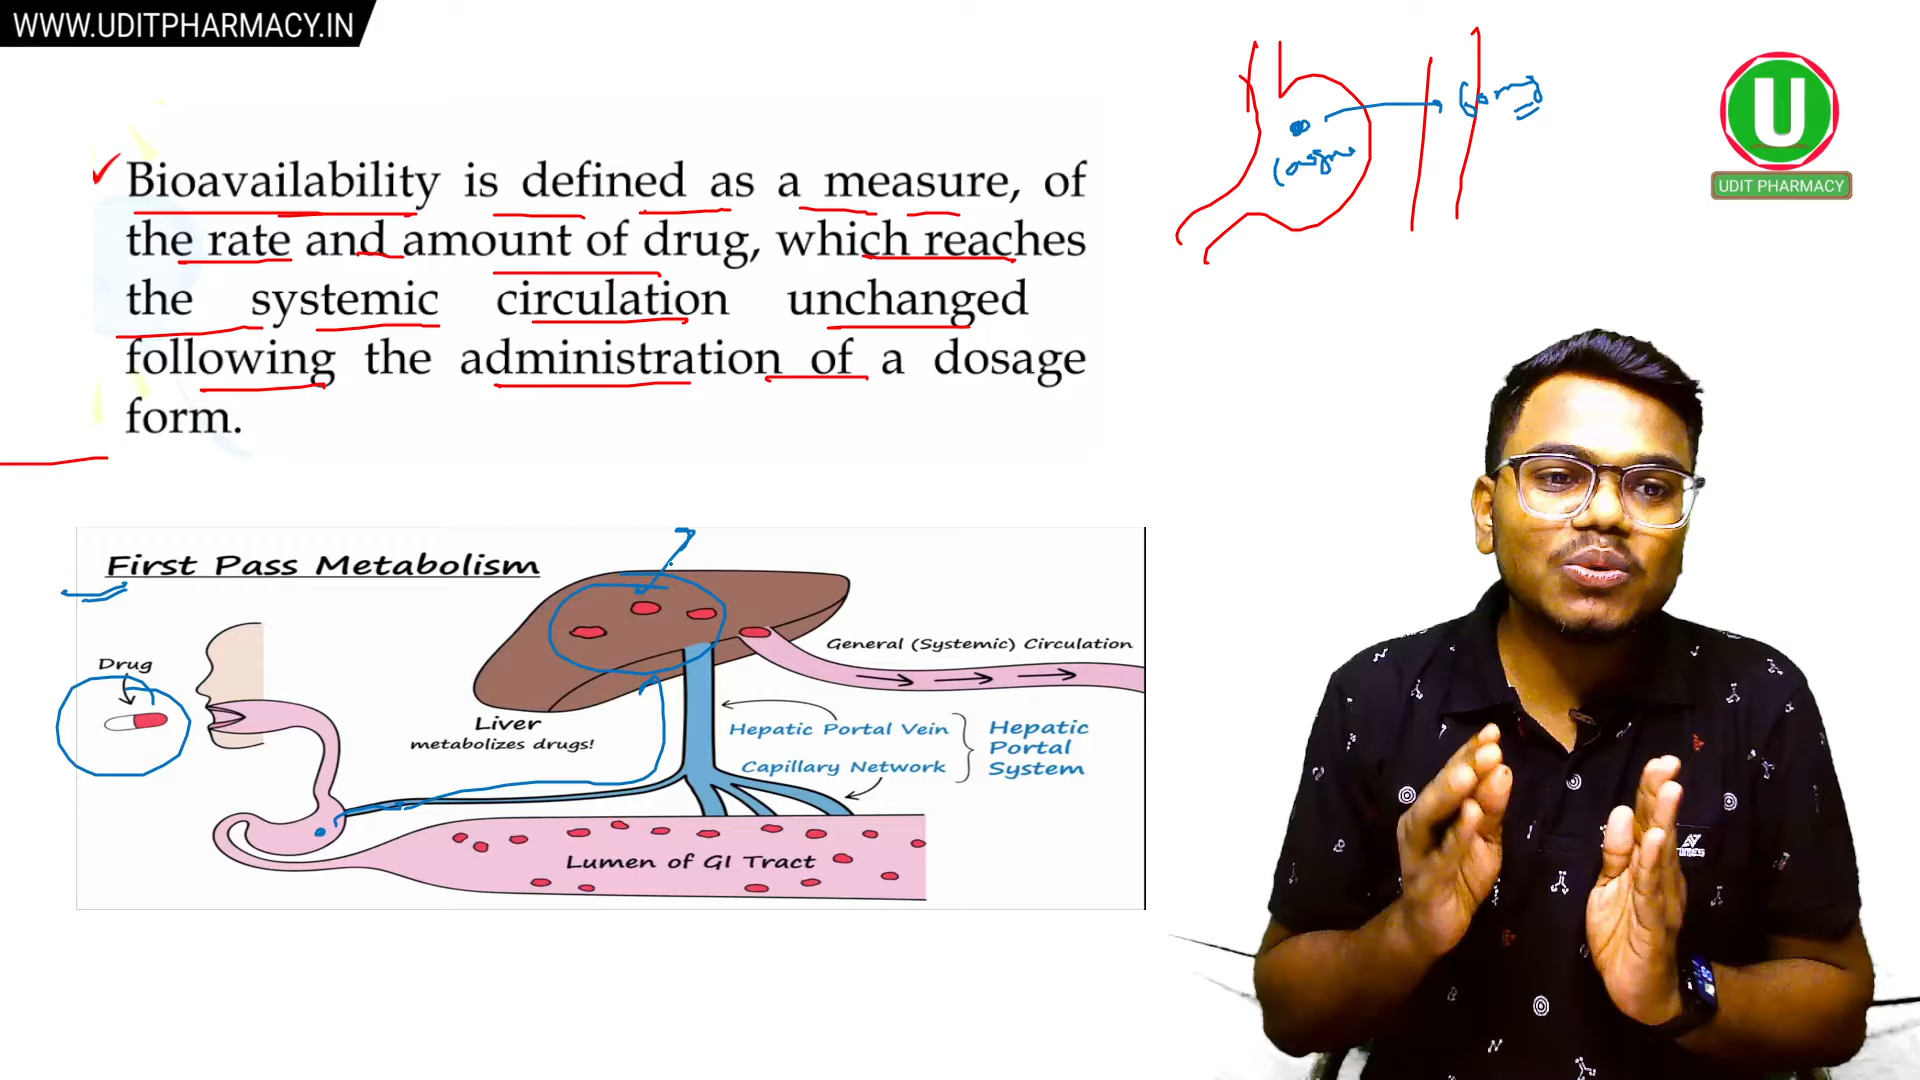 WWW.UDITPHARMACY.IN
Bioavailability is defined as a measure, of
the rate and amount of drug, which reaches
the systemic circulation unchanged
following the administration of a dosage
form.
U
UDIT PHARMACY
First Pass Metabolism
Drug
Liver
metabolizes drugs!
General (Systemic) Circulation
Hepatic Portal Vein
Capillary Network
Hepatic
Portal
System
Lumen of GI Tract